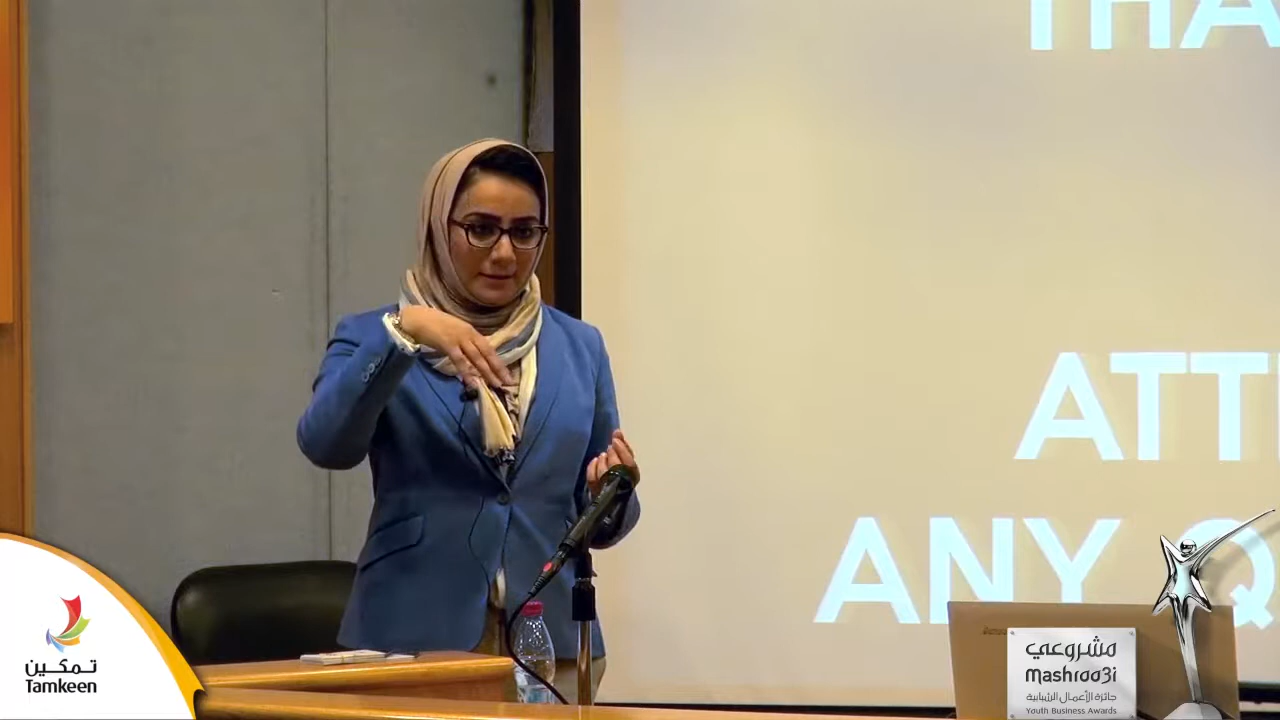 THA
ATT
ANY Q
تمكين
Tamkeen
مشروعي
mashroo3i
جائزة الأعمال الشبابية
Youth Business Awards